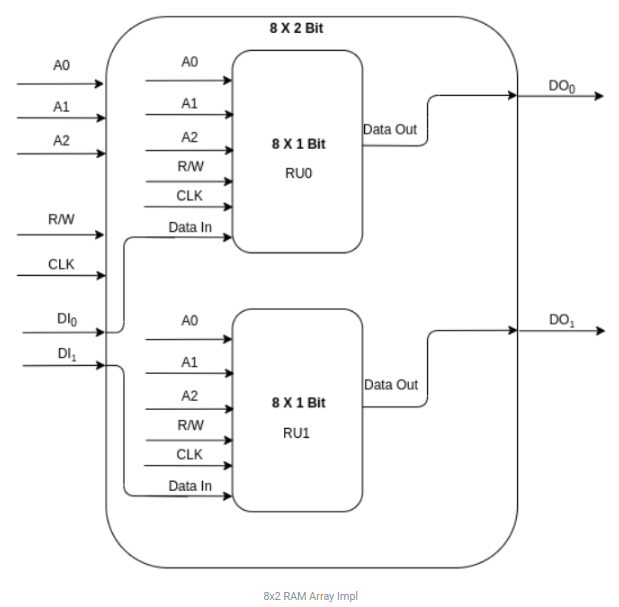 8 X 2 Bit
A0
A1
A2
R/W
CLK
DI0
DI1
A0
A1
A2
R/W
CLK
Data In
8 X 1 Bit
RU0
Data Out
DO0
A0
A1
A2
R/W
CLK
Data In
8 X 1 Bit
RU1
Data Out
DO1
8x2 RAM Array Impl